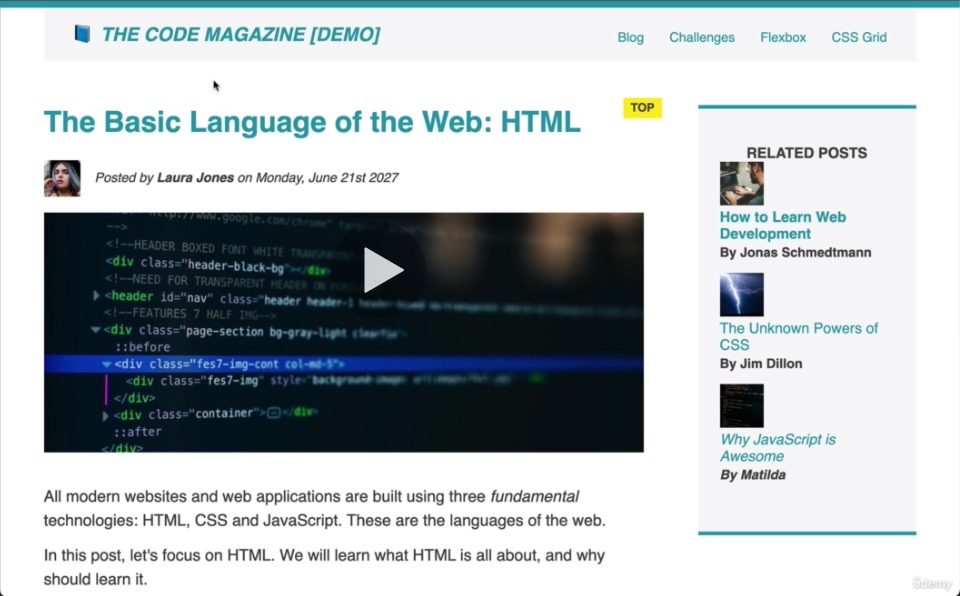 THE CODE MAGAZINE [DEMO]
Blog Challenges Flexbox CSS Grid
The Basic Language of the Web: HTML
TOP
Posted by Laura Jones on Monday, June 21st 2027
-->
<!--HEADER BOXED FONT WHITE TRANSPARENT
<div class="header-black-bg"></div>
<!--NEED FOR TRANSPARENT HEADER ON
<header id="nav" class="header header-1
<!--FEATURES 7 HALF IMG-->
<div class="page-section bg-gray-light clearfix">
::before
<div class="fes7-img-cont col-md-5">
<div class="fes7-img" style="background-image:
</div>
<div class="container"></div>
::after
</div>
All modern websites and web applications are built using three fundamental
technologies: HTML, CSS and JavaScript. These are the languages of the web.
In this post, let's focus on HTML. We will learn what HTML is all about, and why
should learn it.
RELATED POSTS
How to Learn Web
Development
By Jonas Schmedtmann
The Unknown Powers of
CSS
By Jim Dillon
Why JavaScript is
Awesome
By Matilda
ûdemy